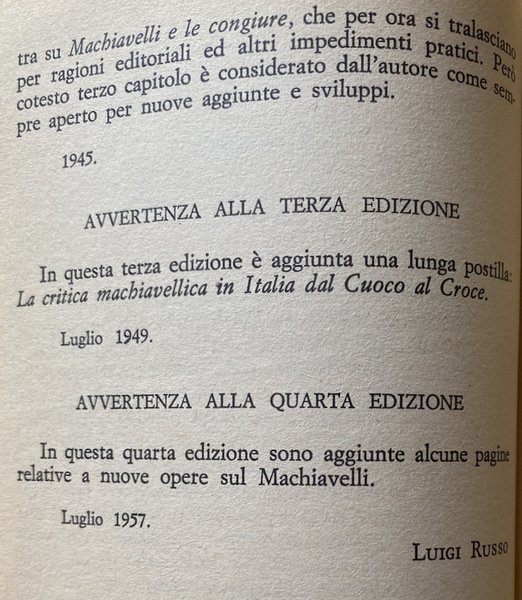 tra su Machiavelli e le congiure, che per ora si tralasciano
per ragioni editoriali ed altri impedimenti pratici. Però
cotesto terzo capitolo è considerato dall'autore come sem-
pre aperto per nuove aggiunte e sviluppi.
1945.
AVVERTENZA ALLA TERZA EDIZIONE
In questa terza edizione è aggiunta una lunga postilla:
La critica machiavellica in Italia dal Cuoco al Croce.
Luglio 1949.
AVVERTENZA ALLA QUARTA EDIZIONE
In questa quarta edizione sono aggiunte alcune pagine
relative a nuove opere sul Machiavelli.
Luglio 1957.
LUIGI RUSSO